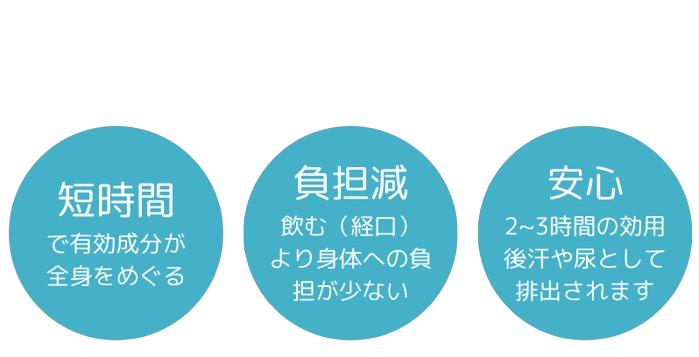 短時間
で有効成分が
全身をめぐる
負担減
飲む（経口）
より身体への負
担が少ない
安心
2~3時間の効用
後汗や尿として
排出されます